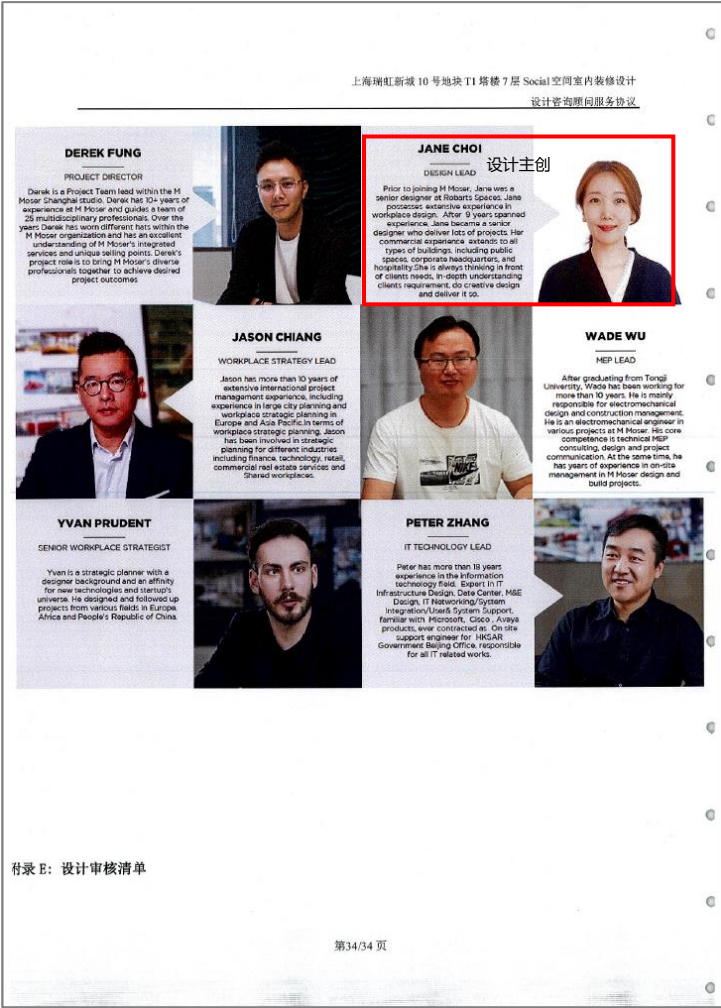 上海瑞虹新城 10 号地块 T1 塔楼 7 层 Social 空间室内装修设计
设计咨询顾问服务协议
DEREK FUNG
PROJECT DIRECTOR
Derek is a Project Team lead within the M
Moser Shanghai studio. Derek has 10+ years of
experience at M Moser and guides a team of
25 multidisciplinary professionals. Over the
years Derek has worn different hats within the
M Moser organization and has an excellent
understanding of M Moser's integrated
services and unique selling points. Derek's
project role is to bring M Moser's diverse
professionals together to achieve desired
project outcomes
JANE CHOI
设计主创
DESIGN LEAD
Prior to joining M Moser, Jane was a
senior designer at Robarts Spaces. Jane
possesses extensive experience in
workplace design. After 9 years spanned
experience, Jane became a senior
designer who deliver lots of projects. Her
commercial experience extends to all
types of buildings, including public
spaces, corporate headquarters, and
hospitality.She is always thinking in front
of clients needs, in-depth understanding
clients requirement, do creative design
and deliver it so.
JASON CHIANG
WORKPLACE STRATEGY LEAD
Jason has more than 10 years of
extensive international project
management experience, including
experience in large city planning and
workplace strategic planning in
Europe and Asia Pacific.In terms of
workplace strategic planning, Jason
has been involved in strategic
planning for different industries
including finance, technology, retail,
commercial real estate services and
Shared workplaces.
WADE WU
MEP LEAD
After graduating from Tongji
University, Wade has been working for
more than 10 years. He is mainly
responsible for electromechanical
design and construction management.
He is an electromechanical engineer in
various projects at M Moser. His core
competence is technical MEP
consulting, design and project
communication. At the same time, he
has years of experience in on-site
management in M Moser design and
build projects.
YVAN PRUDENT
SENIOR WORKPLACE STRATEGIST
Yvan is a strategic planner with a
designer background and an affinity
for new technologies and startup's
universe. He designed and followed up
projects from various fields in Europe,
Africa and People's Republic of China.
PETER ZHANG
IT TECHNOLOGY LEAD
Peter has more than 18 years
experience in the information
technology field. Expert in IT
Infrastructure Design, Date Center, M&E
Design, IT Networking/System
Integration/User& System Support,
familiar with Microsoft, Cisco , Avaya
products, ever contracted as On site
support engineer for HKSAR
Government Beijing Office, responsible
for all IT related works.
NIKE
附录 E：设计审核清单
第34/34 页